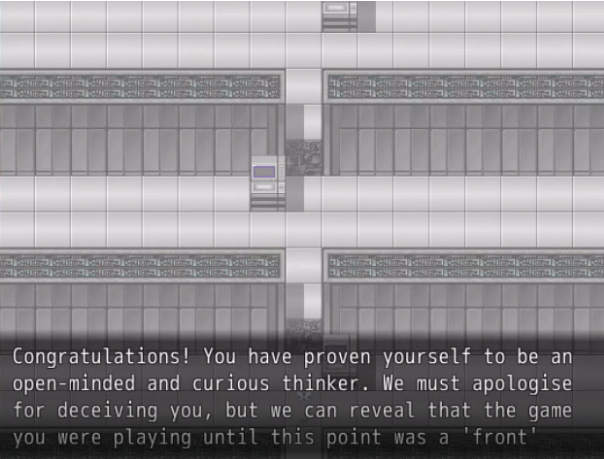 Congratulations! You have proven yourself to be an
open-minded and curious thinker. We must apologise
for deceiving you, but we can reveal that the game
you were playing until this point was a 'front'